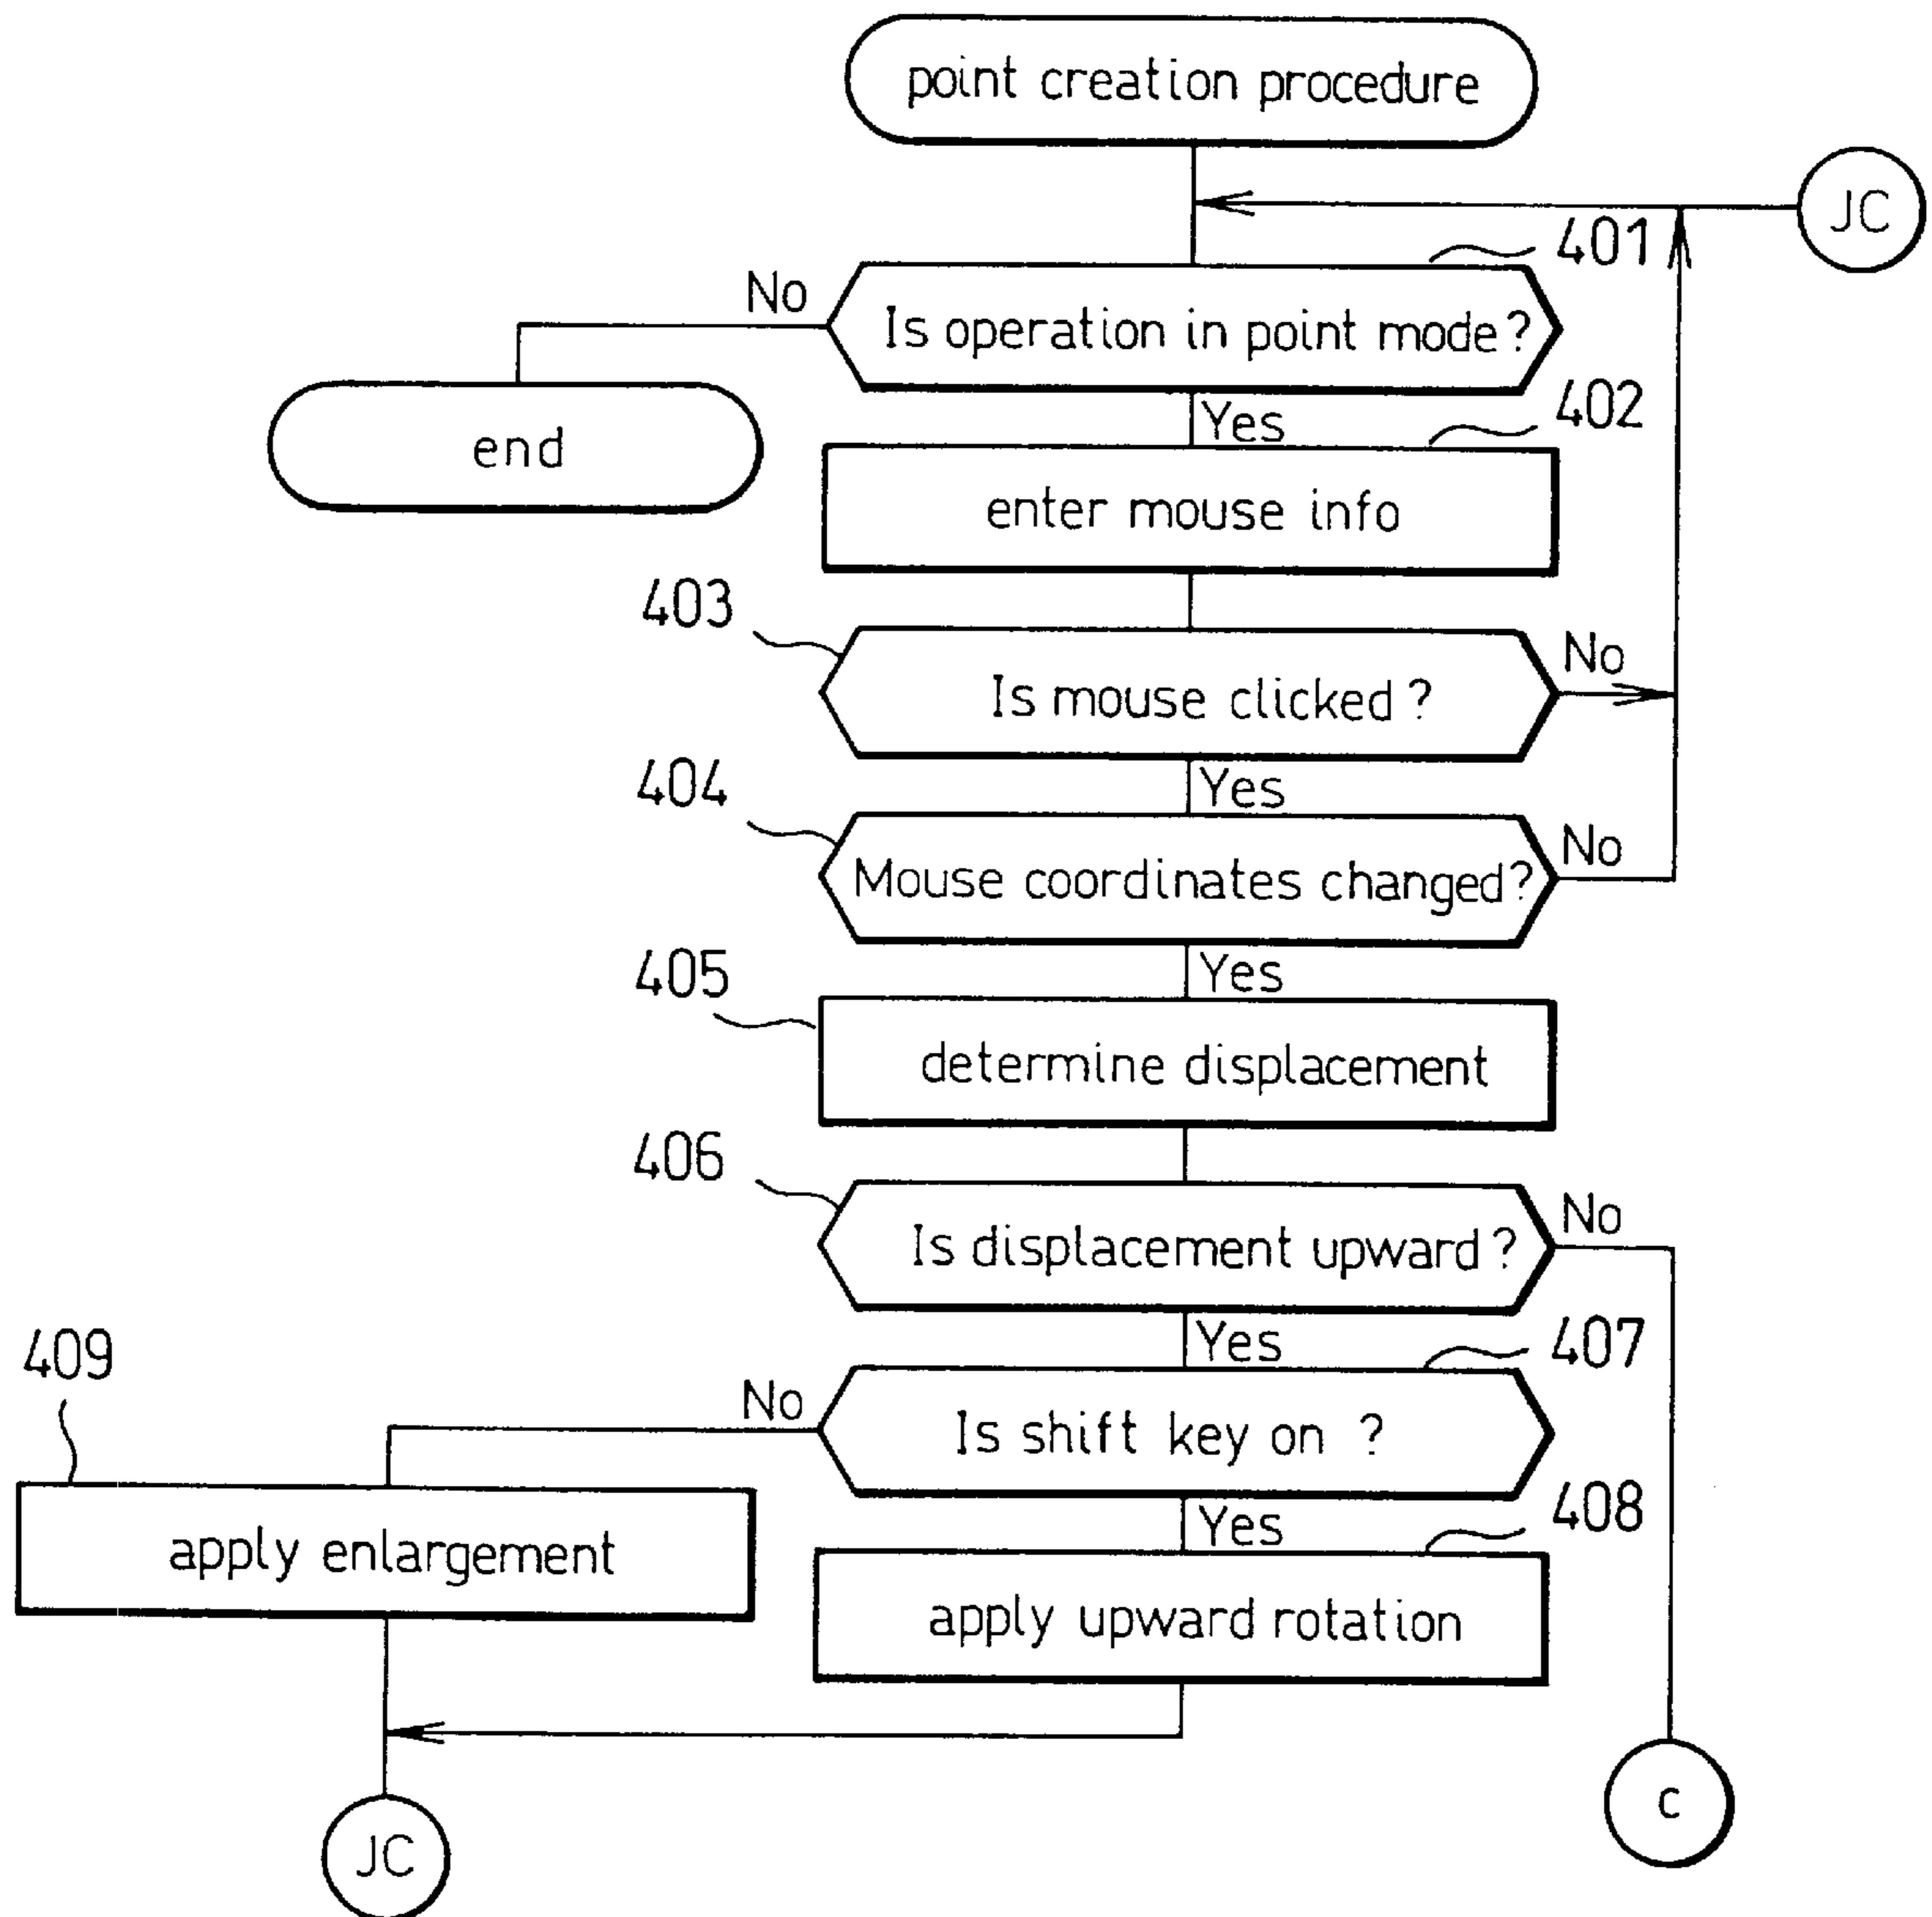 point creation procedure
JC
401
No
Is operation in point mode?
402
Yes
end
enter mouse info
403
No
Is mouse clicked?
404
Yes
No
Mouse coordinates changed?
405
Yes
determine displacement
406
No
Is displacement upward?
407
Yes
409
No
Is shift key on ?
408
Yes
apply enlargement
apply upward rotation
c
JC